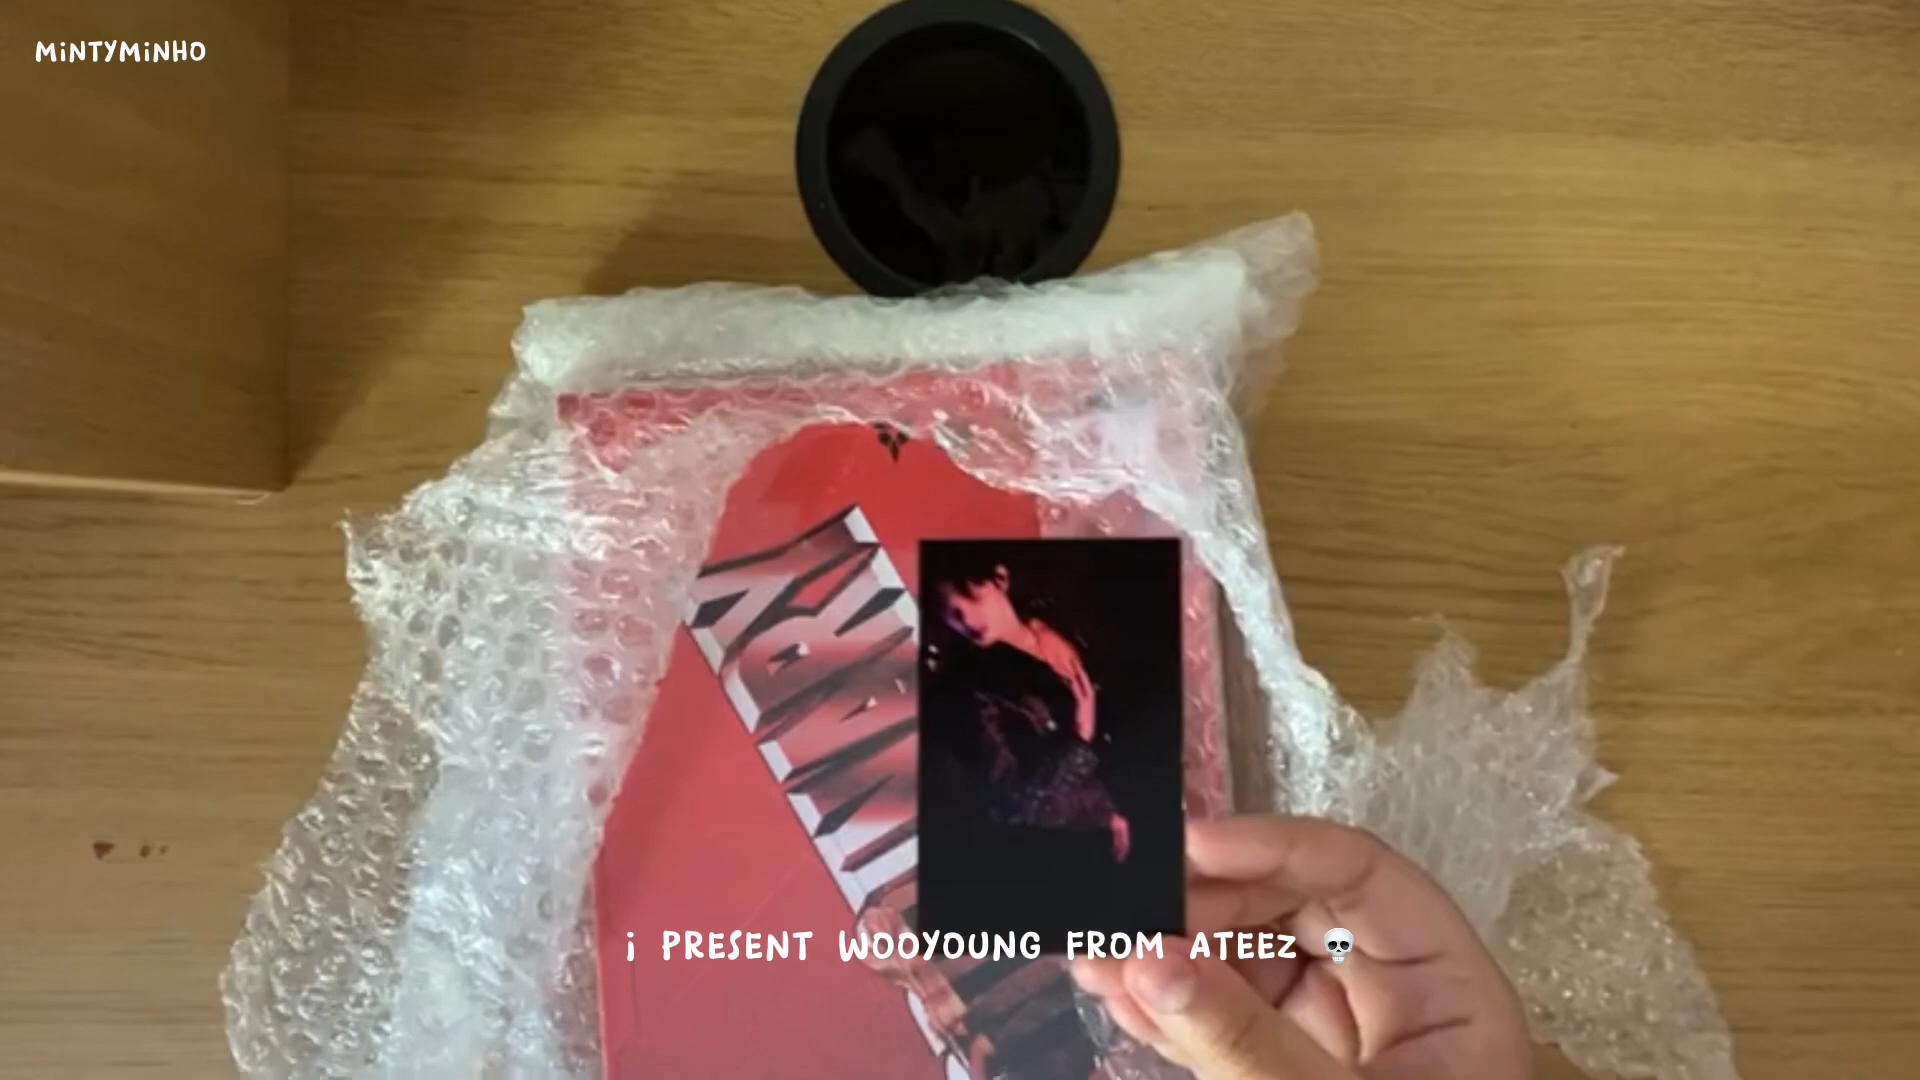 MiNTYMiNHO
i PRESENT WOOYOUNG FROM ATEEZ 💀